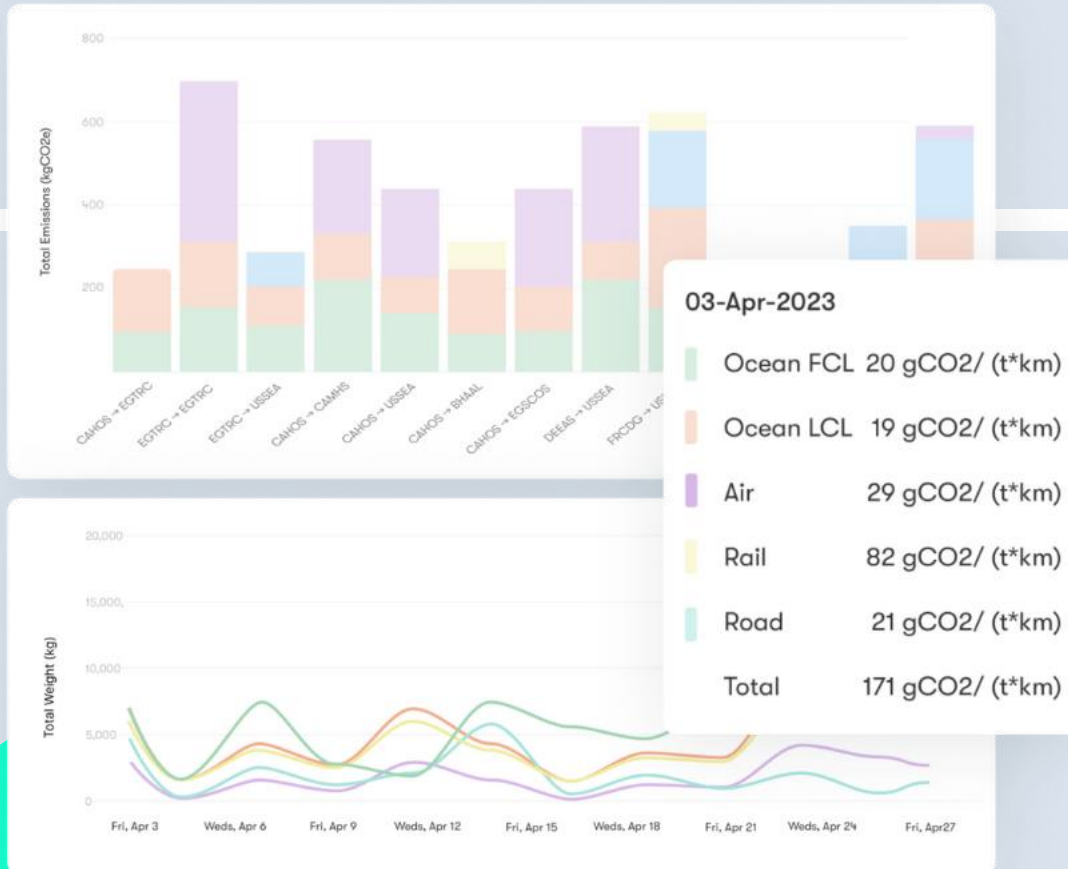 800
600
400
200
Total Emissions (kgCO2e)
CAHOS → EGTRC
EGTRC → EGTRC
EGTRC → USSEA
CAHOS → CAMHS
CAHOS → USSEA
CAHOS → BHAAL
CAHOS → EGSCOS
DEEAS → USSEA
FRCDG → US
03-Apr-2023
Ocean FCL 20 gCO2/ (t*km)
Ocean LCL 19 gCO2/ (t*km)
Air 29 gCO2/ (t*km)
Rail 82 gCO2/ (t*km)
Road 21 gCO2/ (t*km)
Total 171 gCO2/ (t*km)
20,000
15,000,
10,000
5,000
0
Total Weight (kg)
Fri, Apr 3 Weds, Apr 6 Fri, Apr 9 Weds, Apr 12 Fri, Apr 15 Weds, Apr 18 Fri, Apr 21 Weds, Apr 24 Fri, Apr27